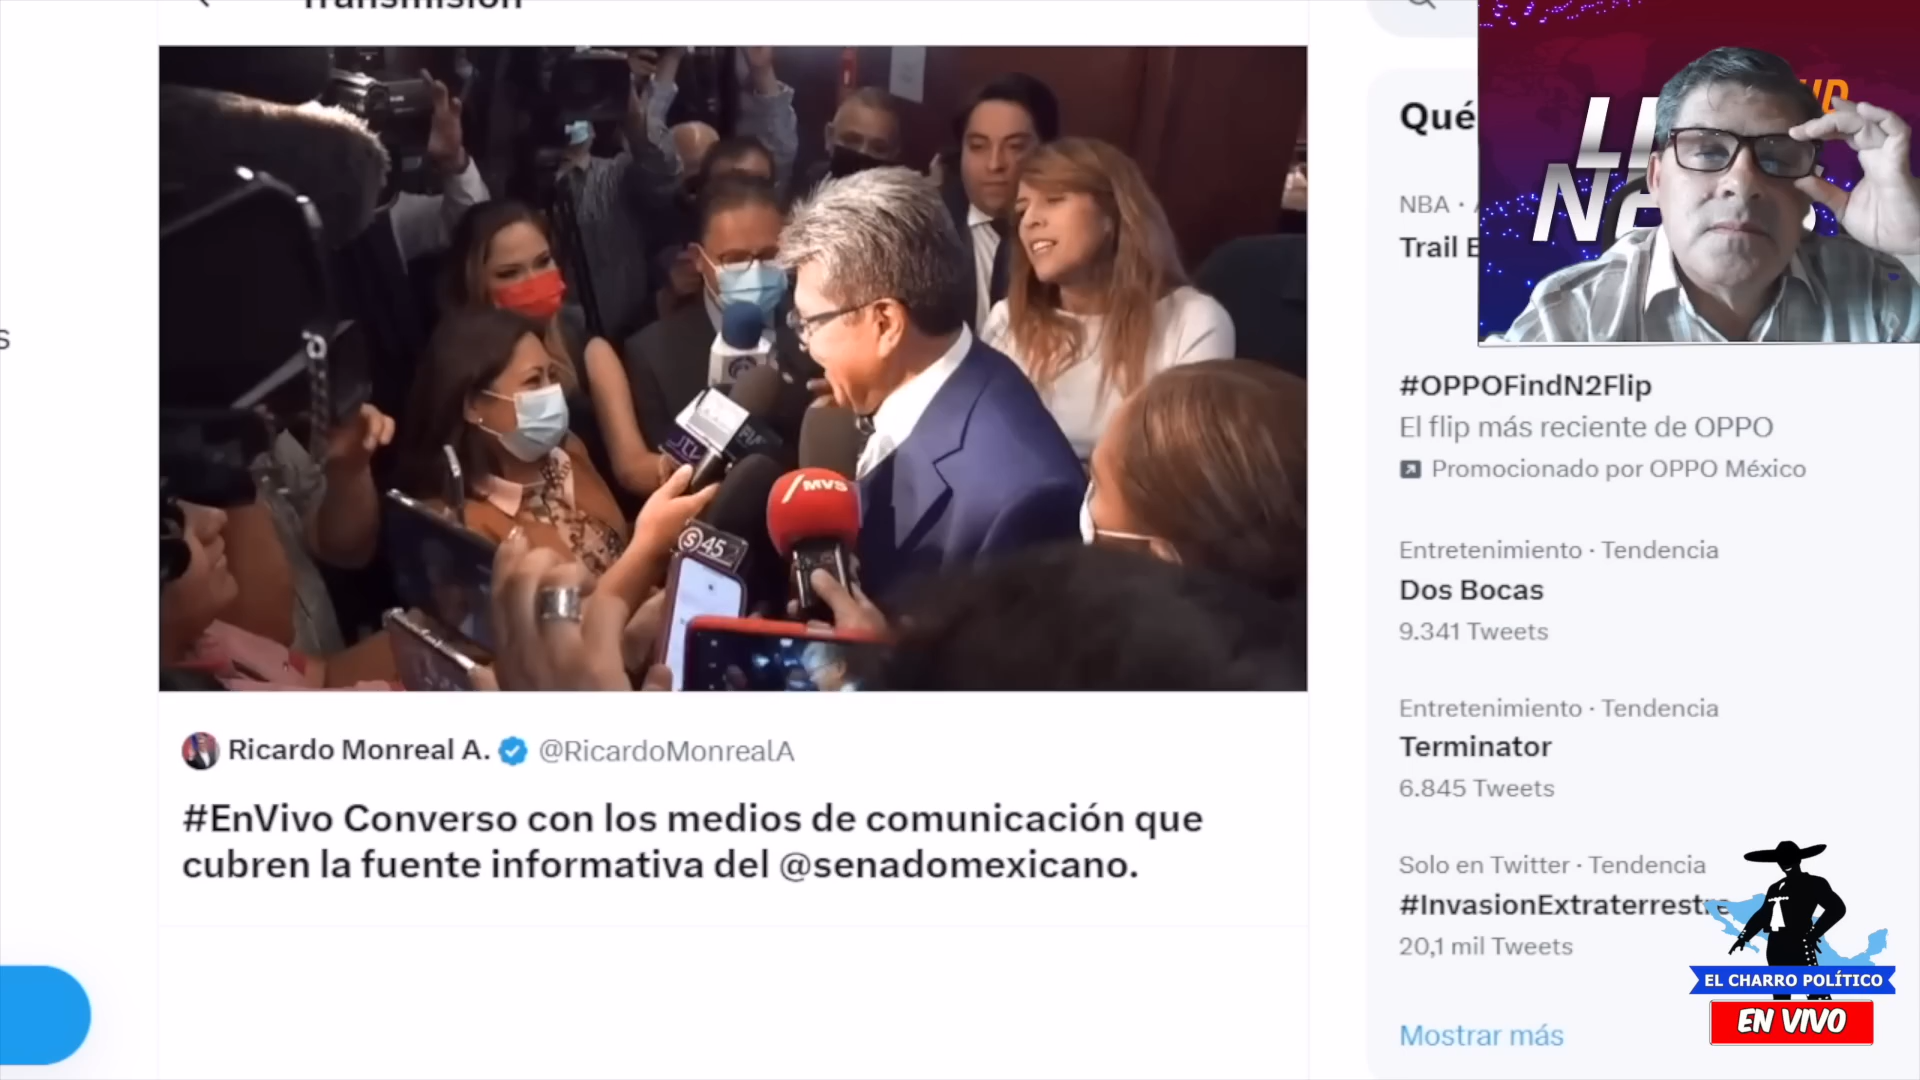 Transmisión
MVS
S 45
Ricardo Monreal A. @RicardoMonrealA
#EnVivo Converso con los medios de comunicación que
cubren la fuente informativa del @senadomexicano.
s
Qué
NBA ·
Trail
#OPPOFindN2Flip
El flip más reciente de OPPO
Promocionado por OPPO México
Entretenimiento · Tendencia
Dos Bocas
9.341 Tweets
Entretenimiento · Tendencia
Terminator
6.845 Tweets
Solo en Twitter · Tendencia
#InvasionExtraterrestre
20,1 mil Tweets
Mostrar más
EL CHARRO POLÍTICO
EN VIVO